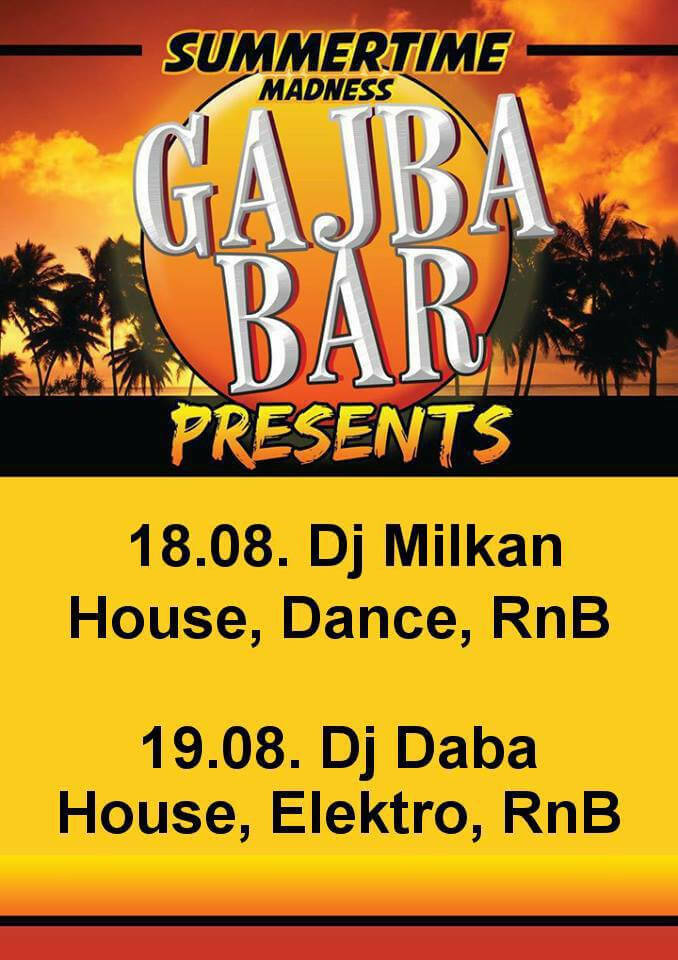 SUMMERTIME
MADNESS
GAJBA
BAR
PRESENTS
18.08. Dj Milkan
House, Dance, RnB
19.08. Dj Daba
House, Elektro, RnB